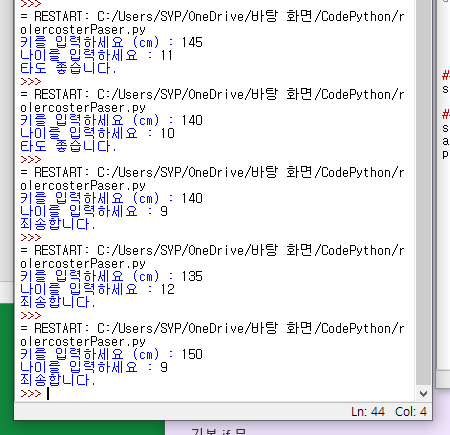 >>>
= RESTART: C:/Users/SYP/OneDrive/바탕 화면/CodePython/r
olercosterPaser.py
키를 입력하세요 (cm) : 145
나이를 입력하세요 : 11
타도 좋습니다.
>>>
= RESTART: C:/Users/SYP/OneDrive/바탕 화면/CodePython/r
olercosterPaser.py
키를 입력하세요 (cm) : 140
나이를 입력하세요 : 10
타도 좋습니다.
>>>
= RESTART: C:/Users/SYP/OneDrive/바탕 화면/CodePython/r
olercosterPaser.py
키를 입력하세요 (cm) : 140
나이를 입력하세요 : 9
죄송합니다.
>>>
= RESTART: C:/Users/SYP/OneDrive/바탕 화면/CodePython/r
olercosterPaser.py
키를 입력하세요 (cm) : 135
나이를 입력하세요 : 12
죄송합니다.
>>>
= RESTART: C:/Users/SYP/OneDrive/바탕 화면/CodePython/r
olercosterPaser.py
키를 입력하세요 (cm) : 150
나이를 입력하세요 : 9
죄송합니다.
>>>
Ln: 44 Col: 4
#
s
#
s
a
p